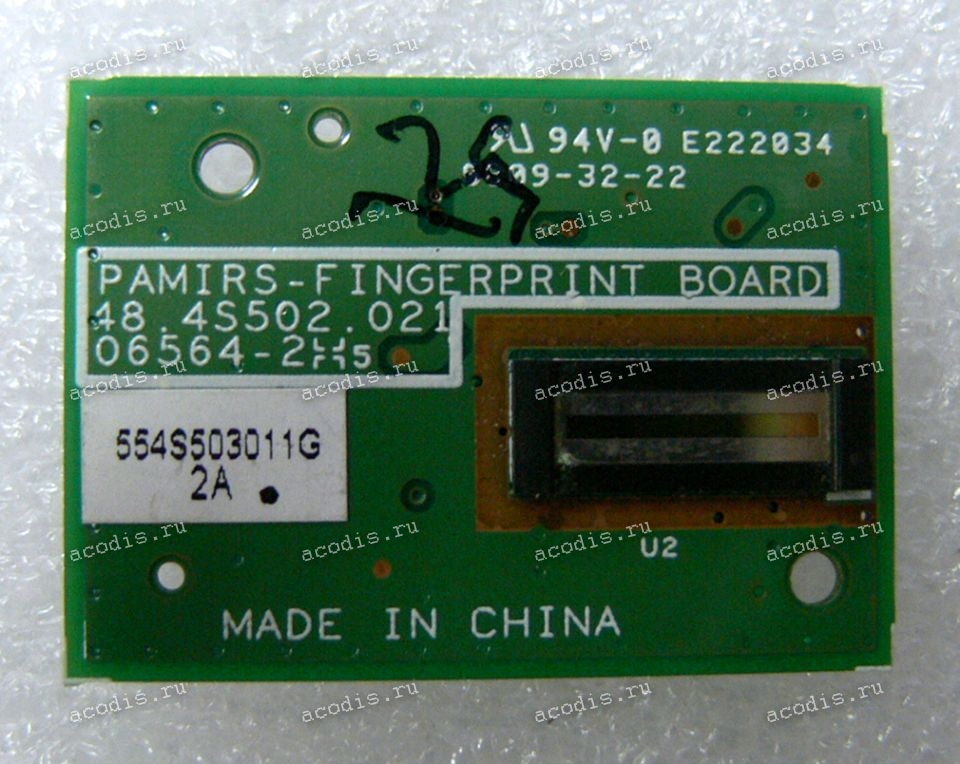 94V-0 E222034
09-32-22
PAMIRS-FINGERPRINT BOARD
48.4S502.021
06564-2
554S503011G
2A
U2
MADE IN CHINA
acodis.ru